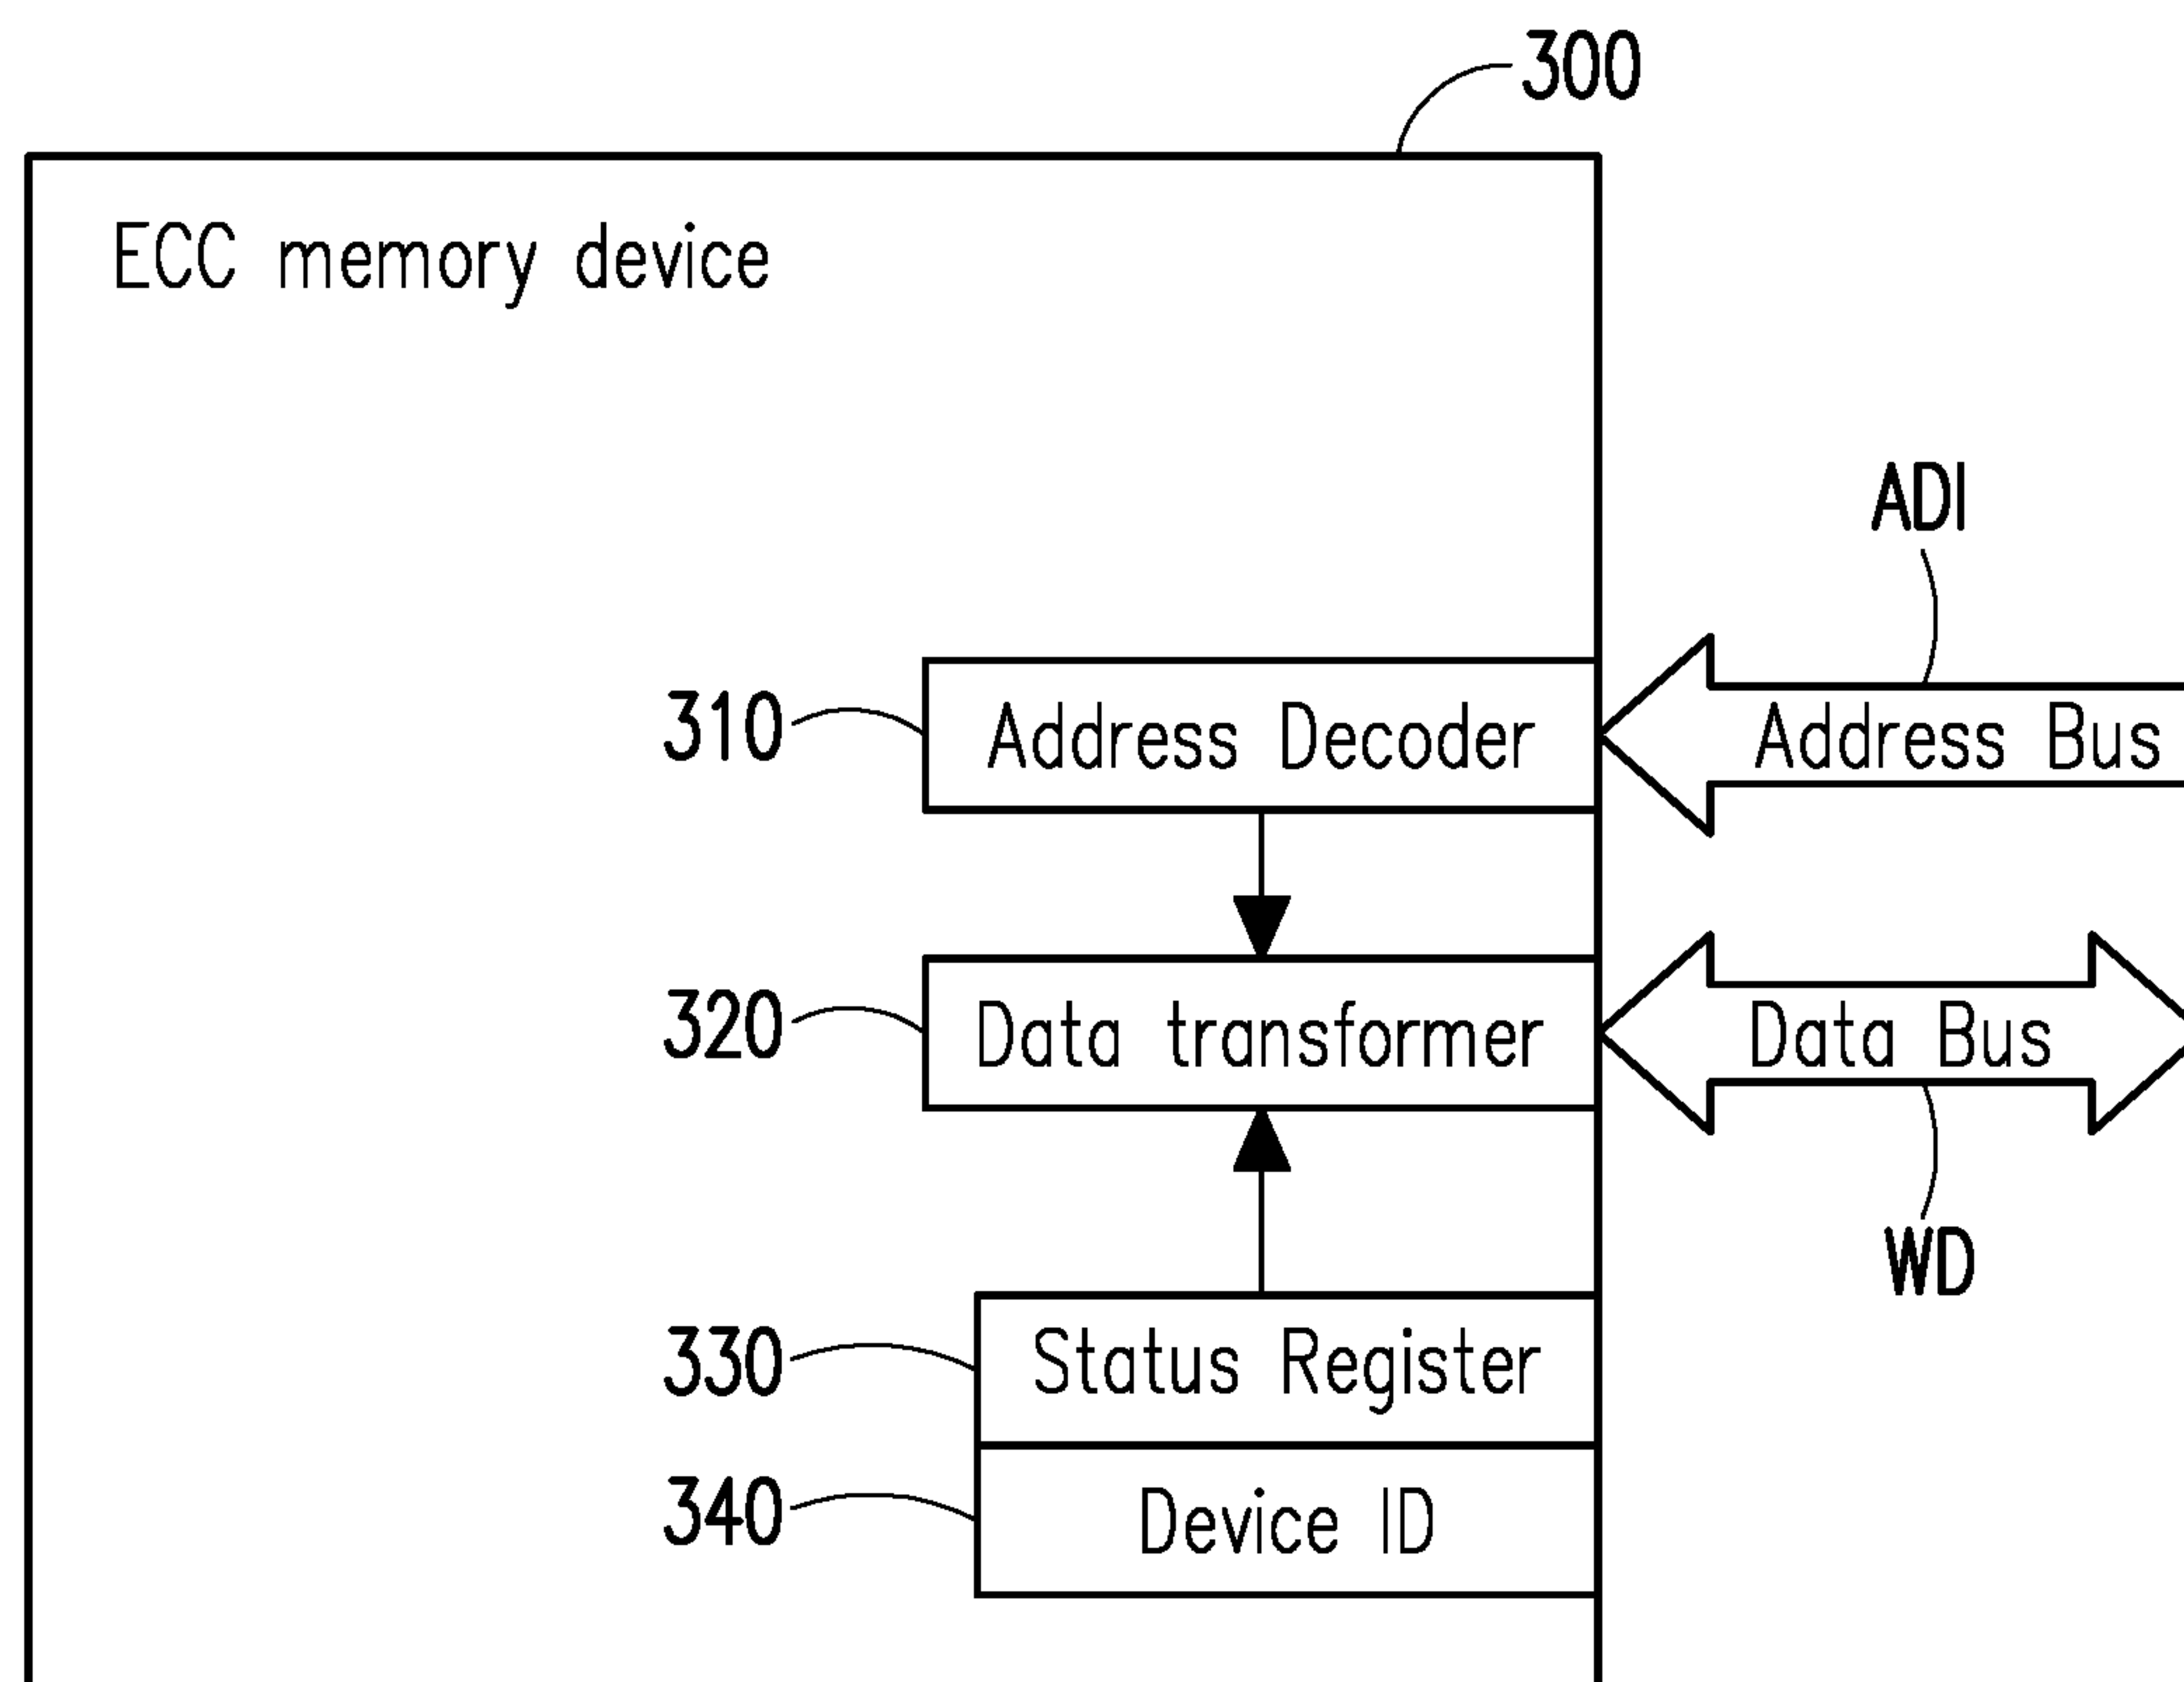 300
ECC memory device
ADI
310
Address Decoder
Address Bus
320
Data transformer
Data Bus
WD
330
Status Register
340
Device ID